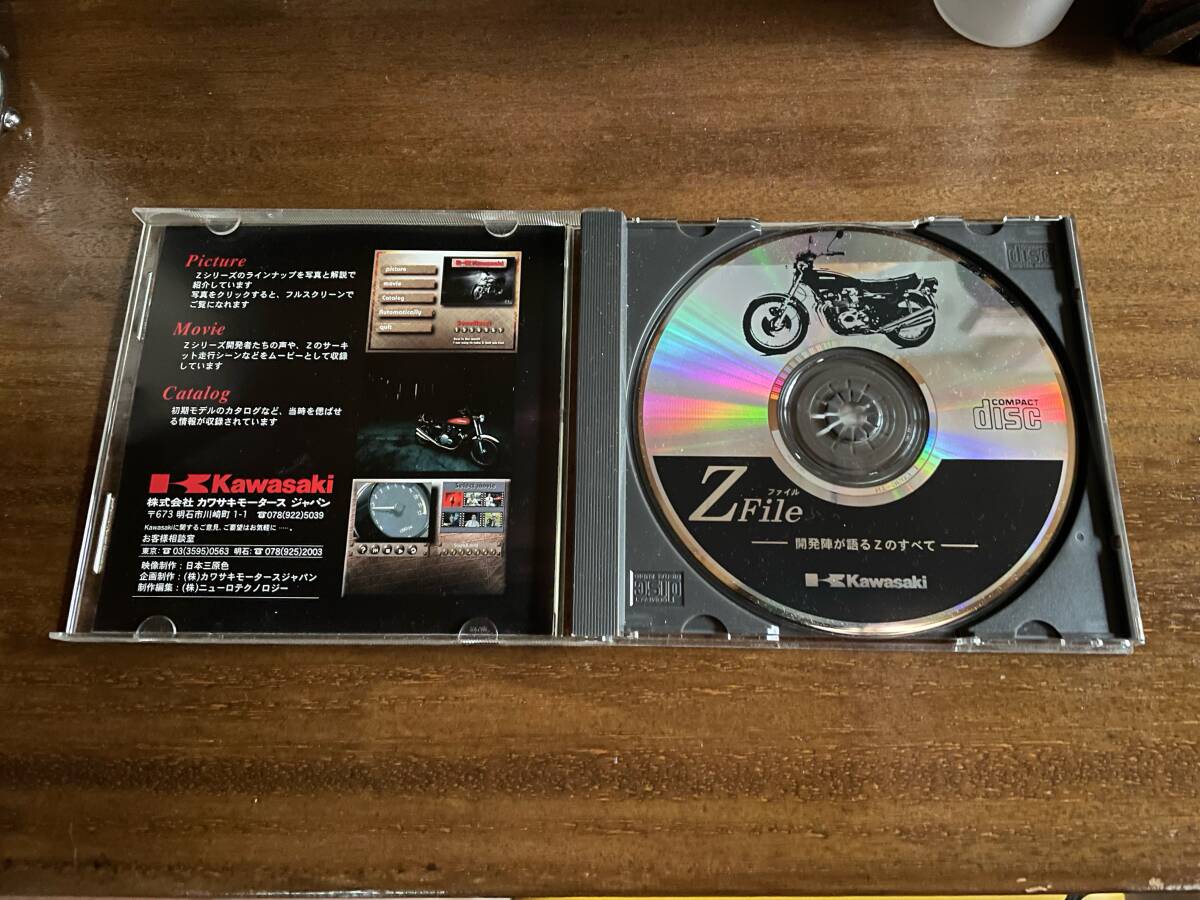 Picture
Zシリーズのラインナップを写真と解説で
紹介しています
写真をクリックすると、フルスクリーンで
ご覧になれます
Movie
Zシリーズ開発者たちの声や、Zのサーキ
ット走行シーンなどをムービーとして収録
しています
Catalog
初期モデルのカタログなど、当時を偲ばせ
る情報が収録されています
Kawasaki
株式会社 カワサキモータース ジャパン
〒673 明石市川崎町 1-1 ☎078(922)5039
Kawasakiに関するご意見、ご要望はお気軽に ‥‥。
お客様相談室
東京: ☎03(3595)0563 明石: ☎078(925)2003
映像制作：日本三原色
企画制作：(株)カワサキモータースジャパン
制作編集：(株)ニューロテクノロジー
picture
movie
Catalog
Automatically
quit
Kawasaki
Select movie
COMPACT
disc
ファイル
Z File
開発陣が語るZのすべて
Kawasaki
COMPACT
disc
disc